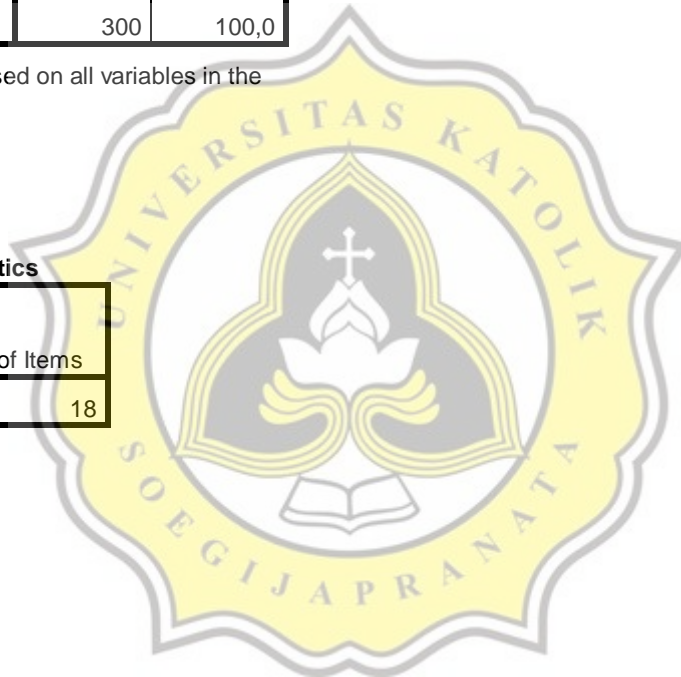 300 100,0
sed on all variables in the
UNIVERSITAS KATOLIK
tics
of Items
18
SOEGIJAPRANATA